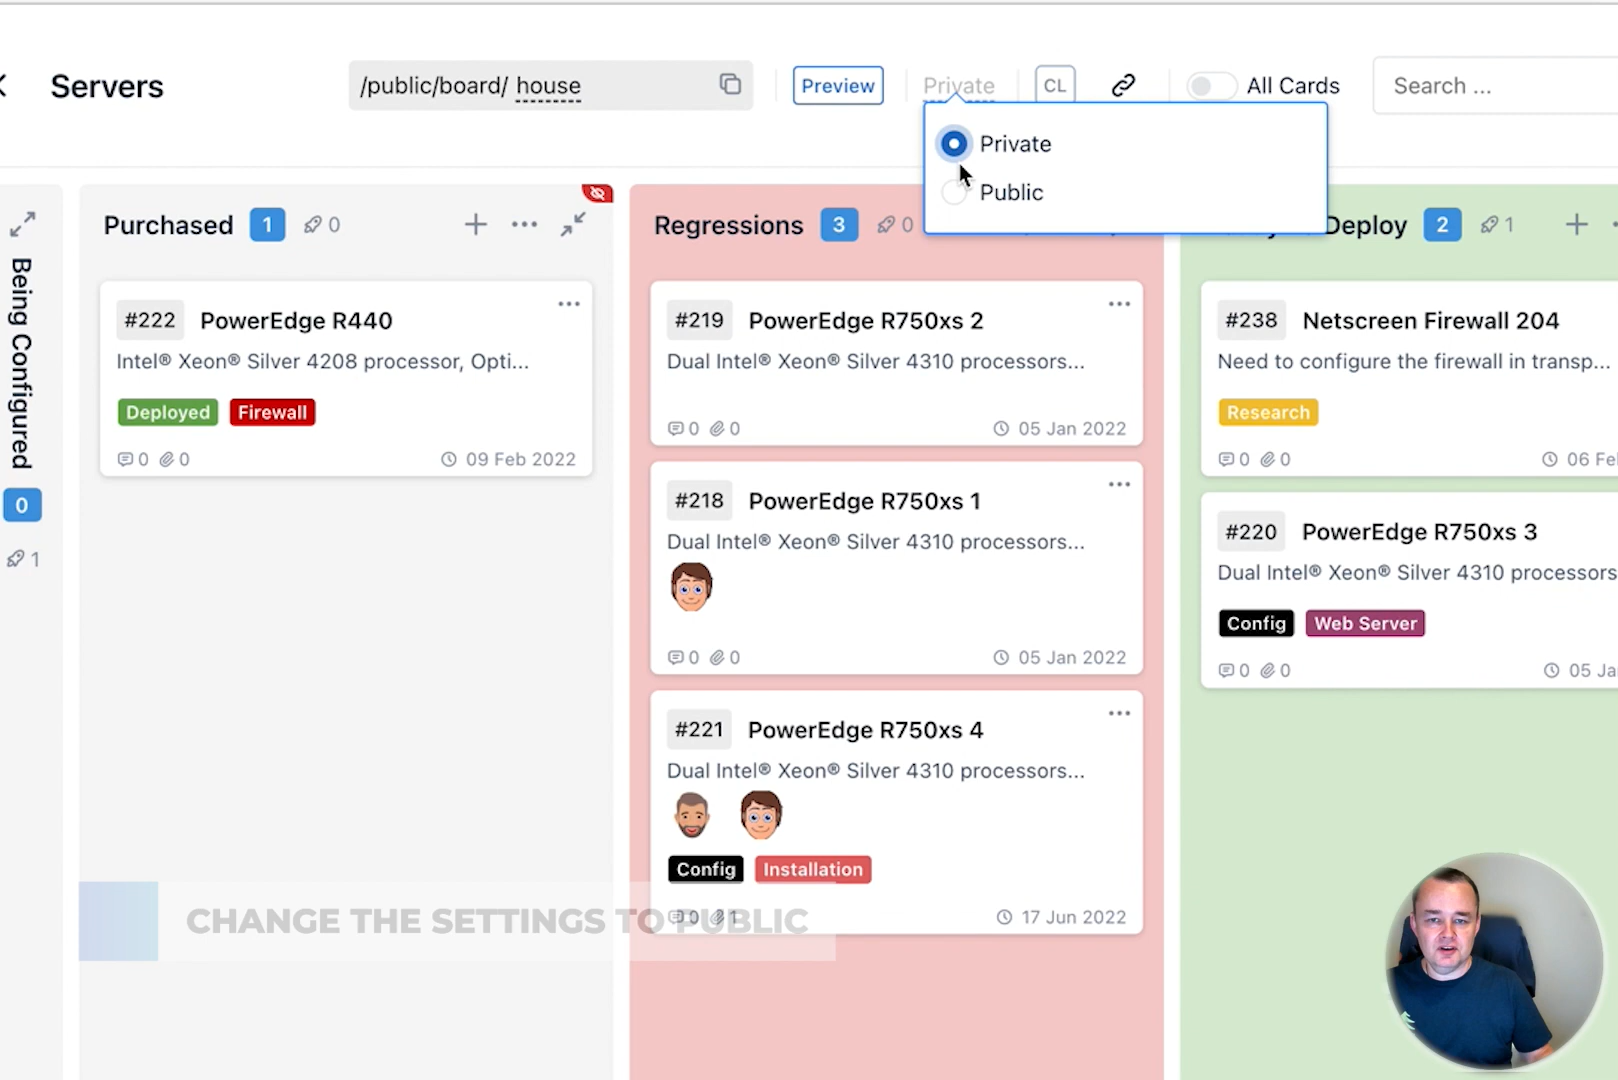 Servers
/public/board/ house
Preview
Private
CL
All Cards
Search ...
Private
Public
Being Configured
0
1
Purchased 1 0
#222 PowerEdge R440
Intel® Xeon® Silver 4208 processor, Opti...
Deployed Firewall
0 0 09 Feb 2022
Regressions 3 0
#219 PowerEdge R750xs 2
Dual Intel® Xeon® Silver 4310 processors...
0 0 05 Jan 2022
#218 PowerEdge R750xs 1
Dual Intel® Xeon® Silver 4310 processors...
0 0 05 Jan 2022
#221 PowerEdge R750xs 4
Dual Intel® Xeon® Silver 4310 processors...
Config Installation
0 1 17 Jun 2022
Deploy 2 1
#238 Netscreen Firewall 204
Need to configure the firewall in transp...
Research
0 0 06
#220 PowerEdge R750xs 3
Dual Intel® Xeon® Silver 4310 processors
Config Web Server
0 0 05
CHANGE THE SETTINGS TO PUBLIC